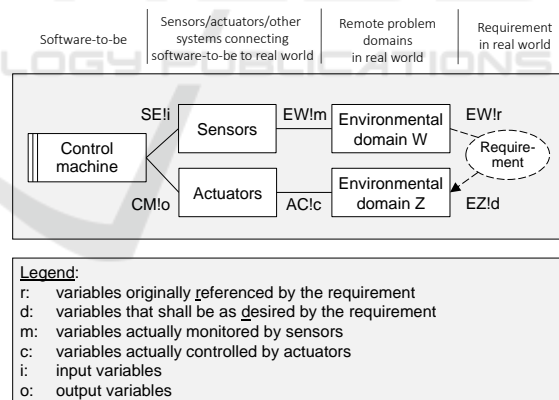 Software-to-be
Sensors/actuators/other
systems connecting
software-to-be to real world
Remote problem
domains
in real world
Requirement
in real world
LOGY PUBLICATIONS
SE!i
EW!m
EW!r
Control
machine
Sensors
Environmental
domain W
Require-
ment
Actuators
Environmental
domain Z
CM!o
AC!c
EZ!d
Legend:
r: variables originally referenced by the requirement
d: variables that shall be as desired by the requirement
m: variables actually monitored by sensors
c: variables actually controlled by actuators
i: input variables
o: output variables